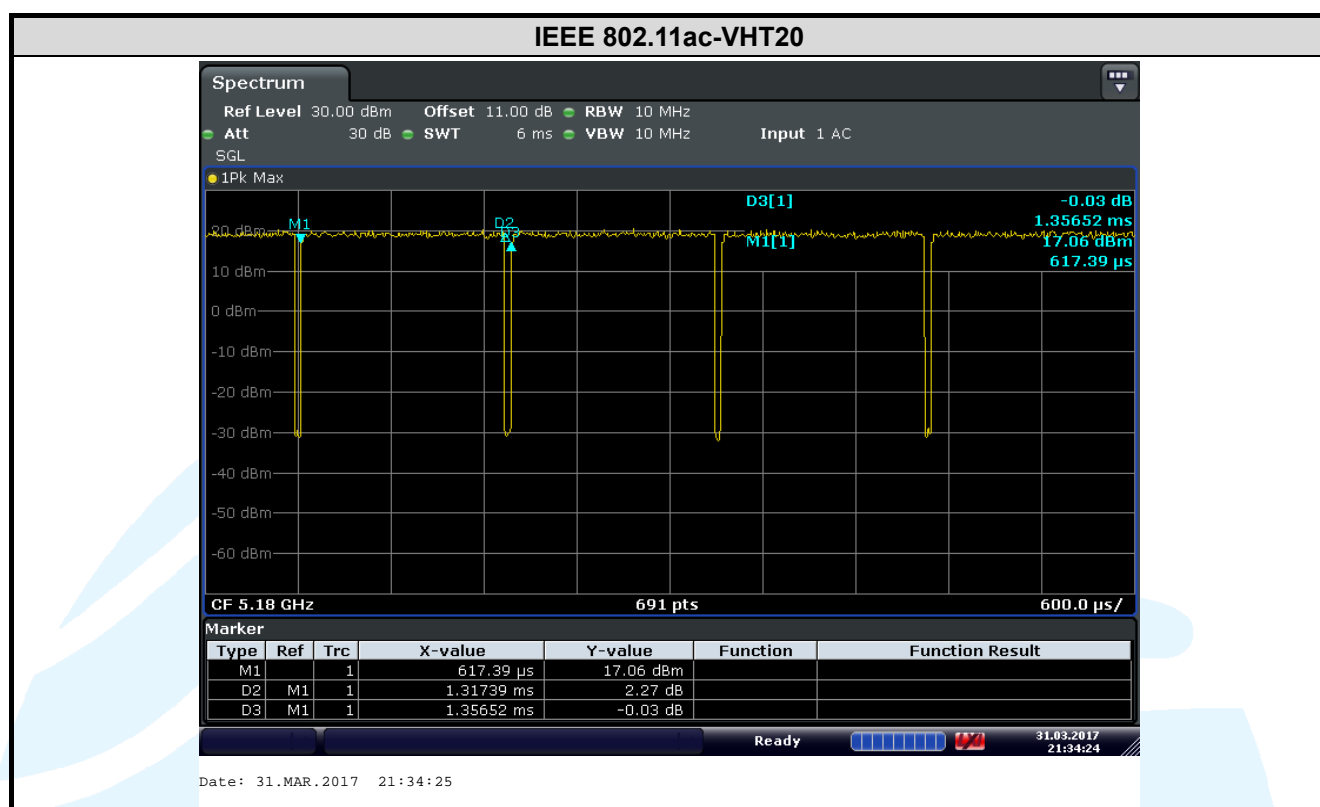 IEEE 802.11ac-VHT20
Spectrum
Ref Level 30.00 dBm Offset 11.00 dB RBW 10 MHz
Att 30 dB SWT 6 ms VBW 10 MHz Input 1 AC
SGL
1Pk Max
D3[1] -0.03 dB
1.35652 ms
M1[1] 17.06 dBm
617.39 µs
M1
D2
20 dBm
10 dBm
0 dBm
-10 dBm
-20 dBm
-30 dBm
-40 dBm
-50 dBm
-60 dBm
CF 5.18 GHz 691 pts 600.0 µs/
Marker
Type Ref Trc X-value Y-value Function Function Result
M1 1 617.39 µs 17.06 dBm
D2 M1 1 1.31739 ms 2.27 dB
D3 M1 1 1.35652 ms -0.03 dB
Ready 31.03.2017
21:34:24
Date: 31.MAR.2017 21:34:25